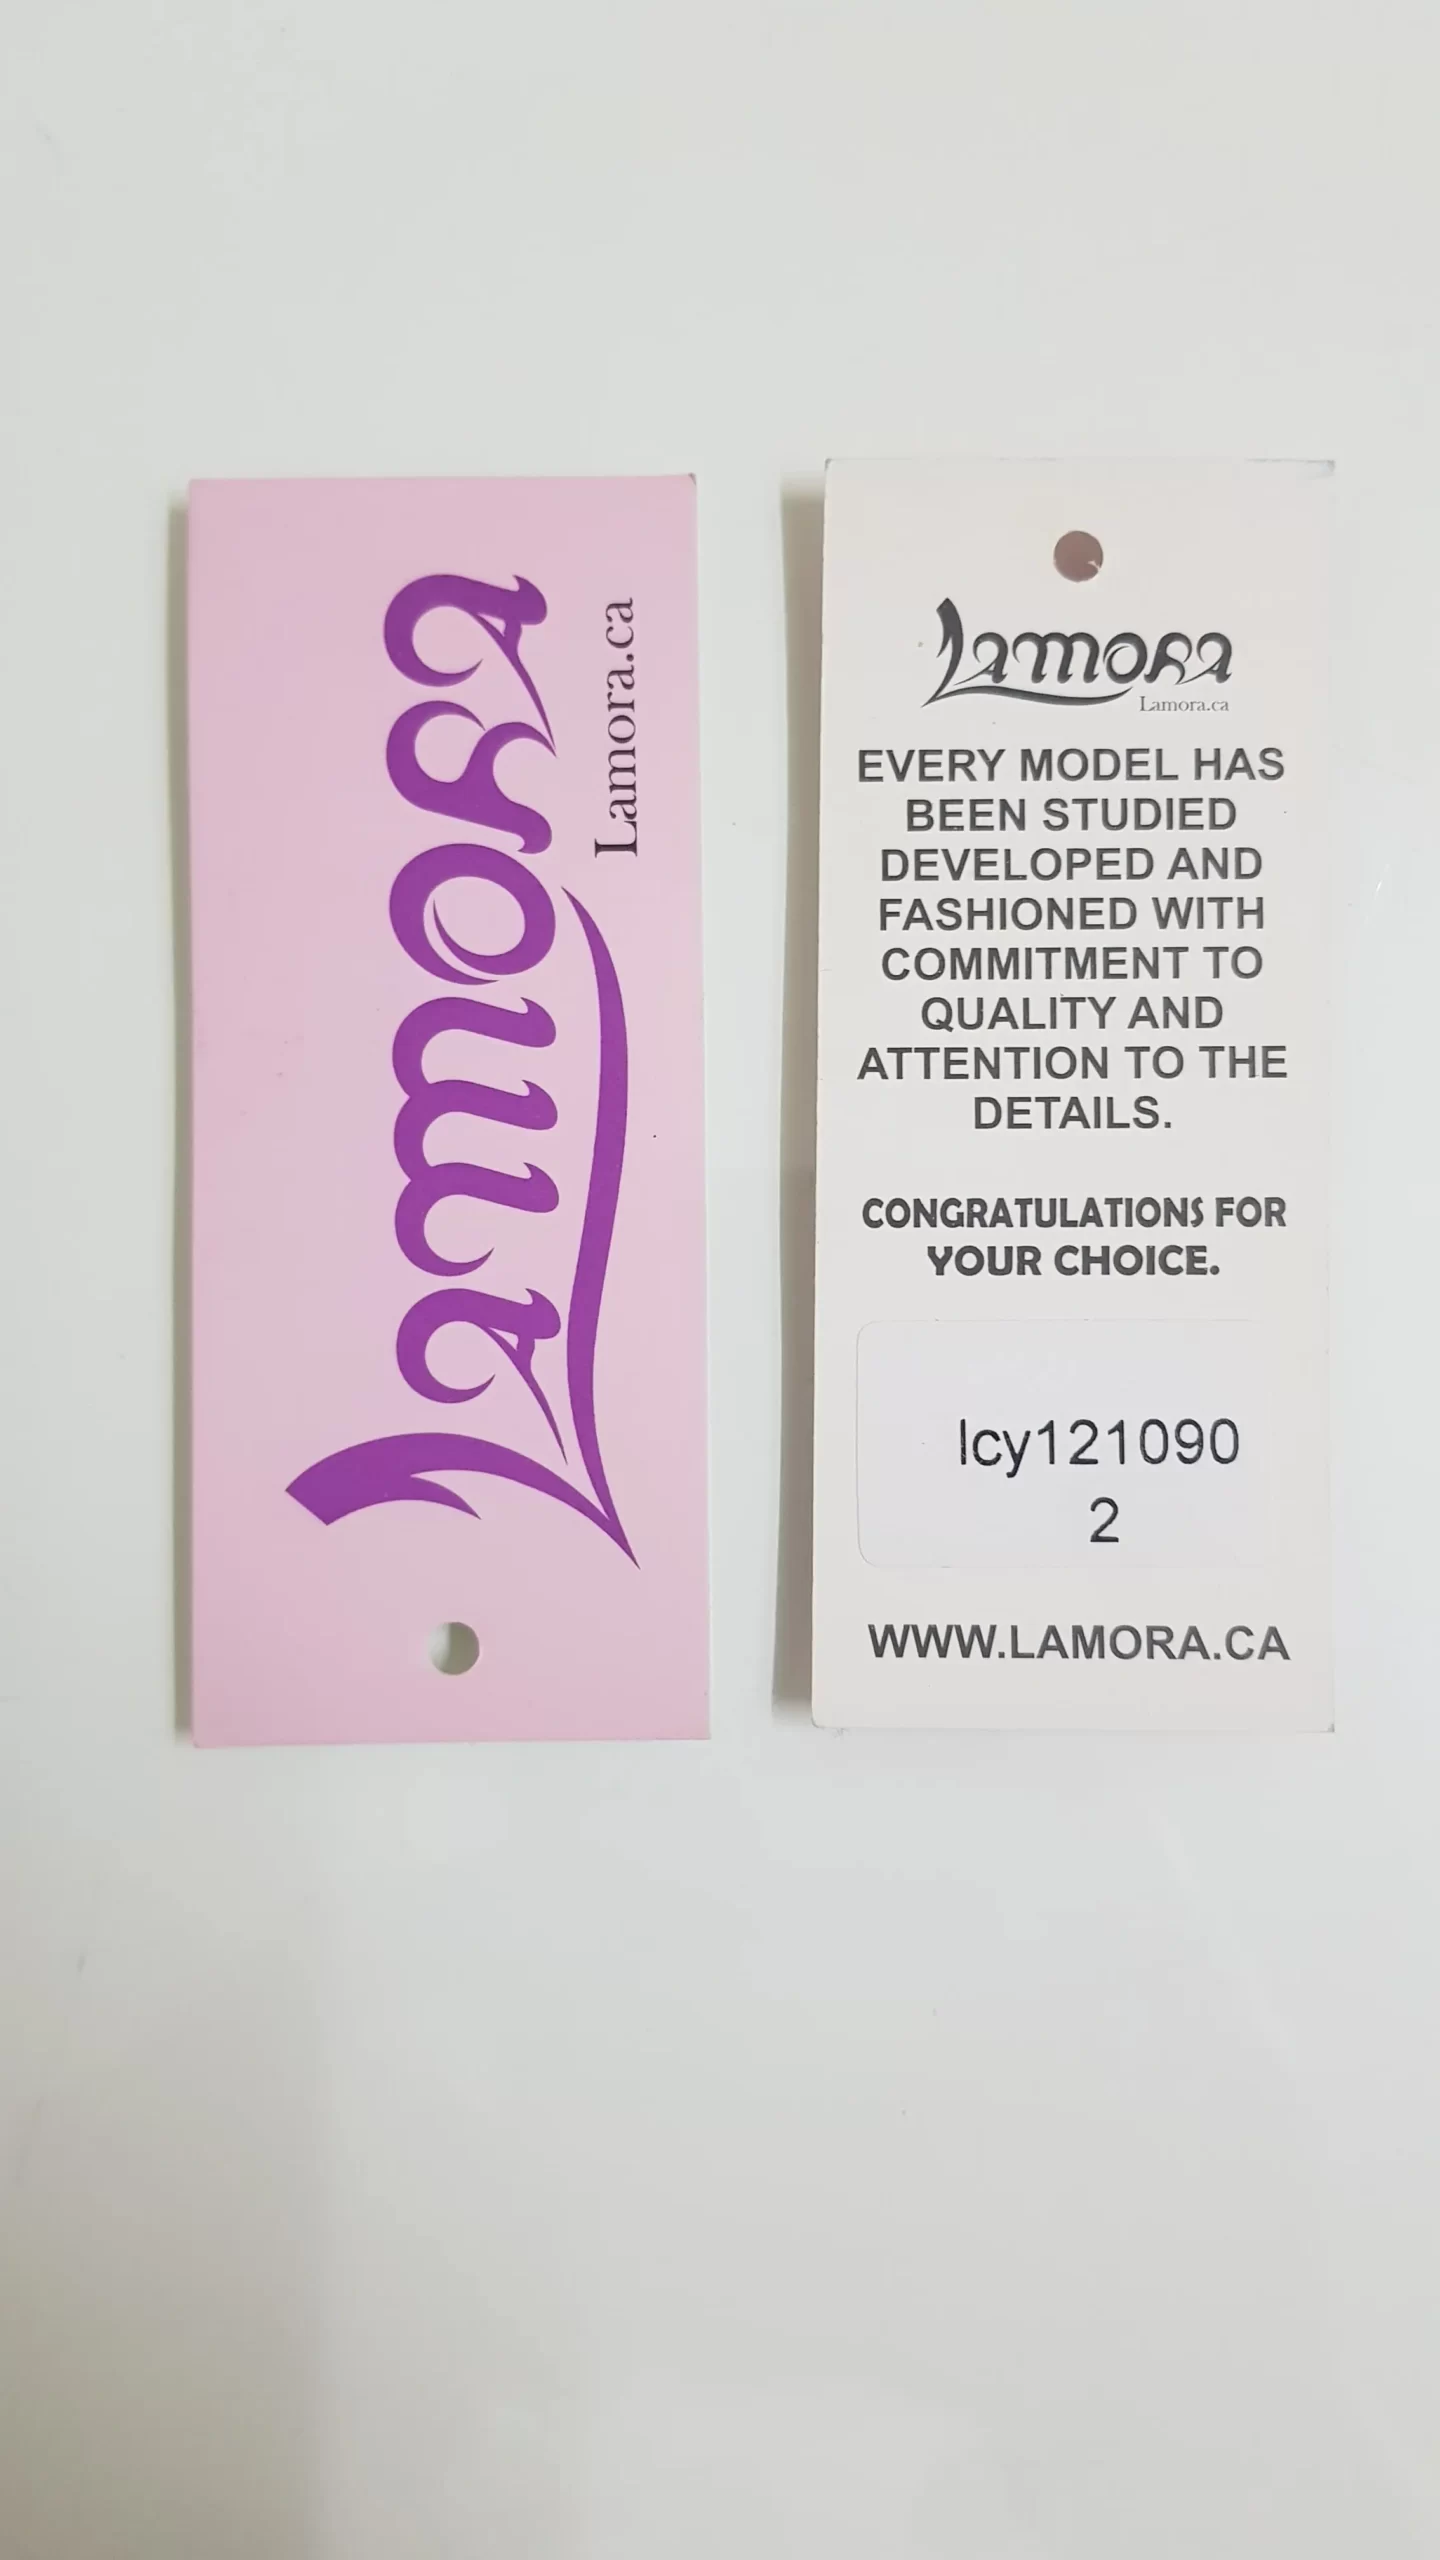 Lamora
Lamora.ca
Lamora
Lamora.ca
EVERY MODEL HAS
BEEN STUDIED
DEVELOPED AND
FASHIONED WITH
COMMITMENT TO
QUALITY AND
ATTENTION TO THE
DETAILS.
CONGRATULATIONS FOR
YOUR CHOICE.
lcy121090
2
WWW.LAMORA.CA